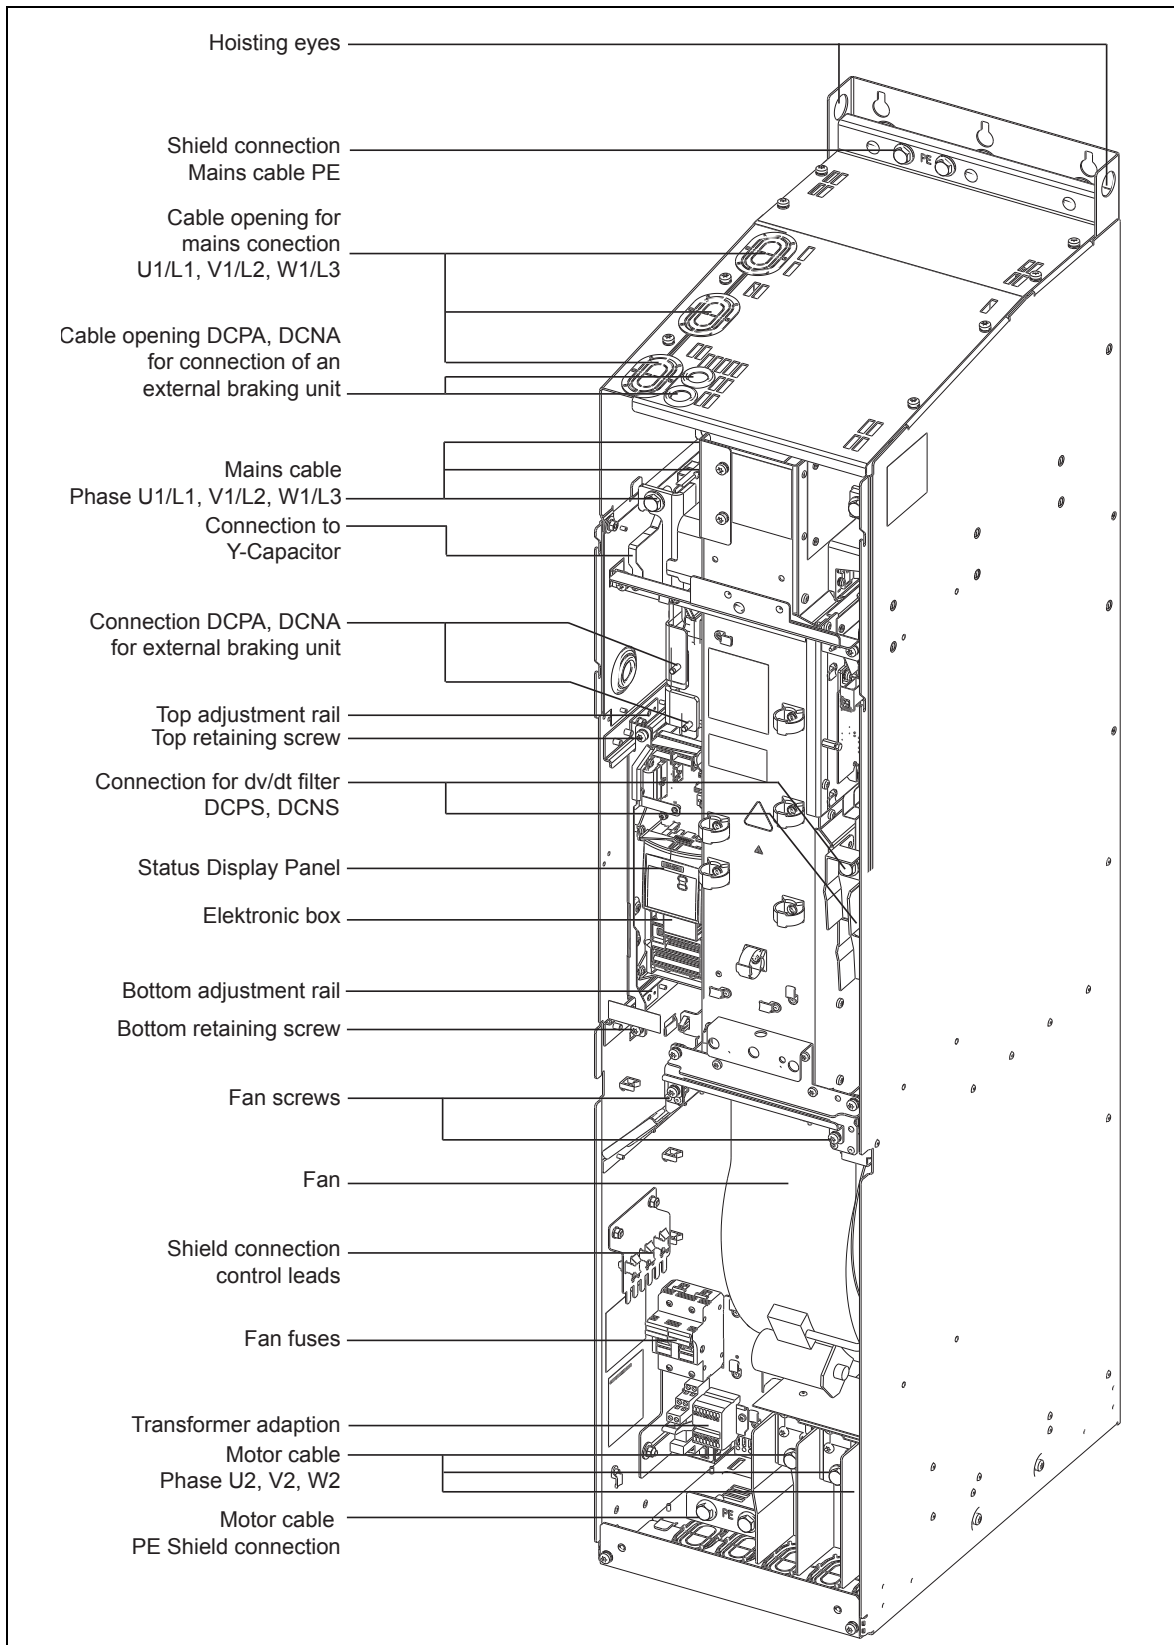 Hoisting eyes
Shield connection
Mains cable PE
PE
Cable opening for
mains conection
U1/L1, V1/L2, W1/L3
Cable opening DCPA, DCNA
for connection of an
external braking unit
Mains cable
Phase U1/L1, V1/L2, W1/L3
Connection to
Y-Capacitor
Connection DCPA, DCNA
for external braking unit
Top adjustment rail
Top retaining screw
Connection for dv/dt filter
DCPS, DCNS
Status Display Panel
Elektronic box
Bottom adjustment rail
Bottom retaining screw
Fan screws
Fan
Shield connection
control leads
Fan fuses
Transformer adaption
Motor cable
Phase U2, V2, W2
Motor cable
PE Shield connection
PE